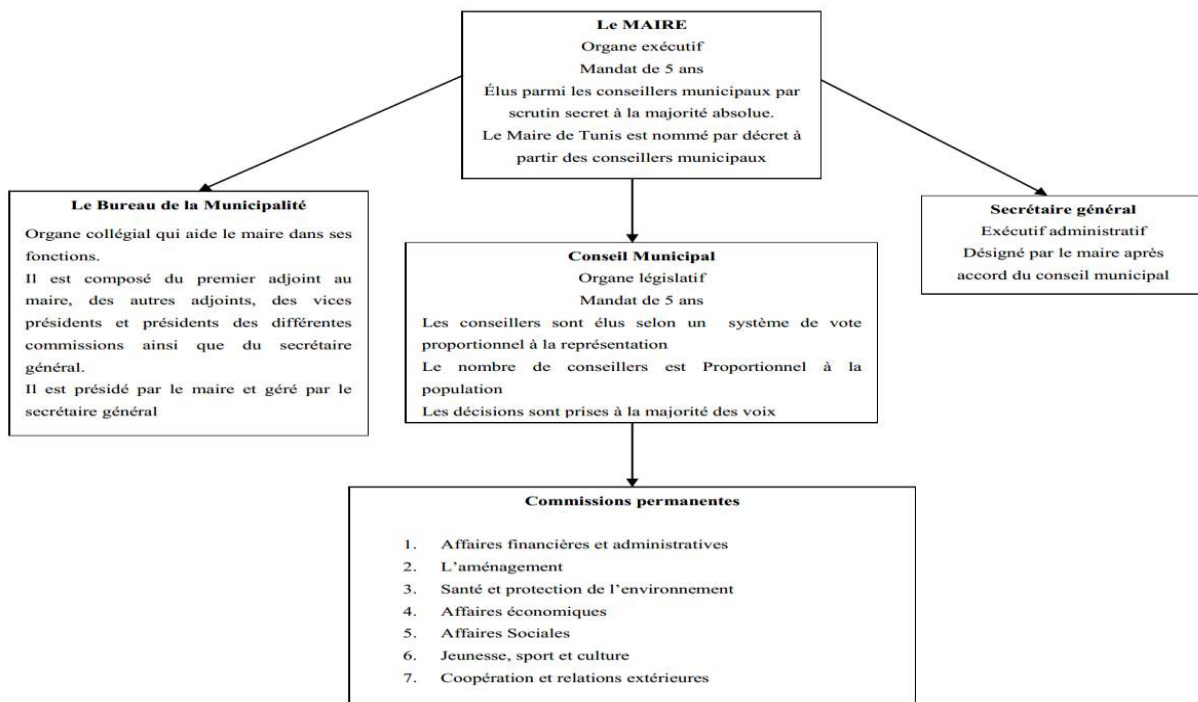 Le MAIRE
Organe exécutif
Mandat de 5 ans
Élus parmi les conseillers municipaux par
scrutin secret à la majorité absolue.
Le Maire de Tunis est nommé par décret à
partir des conseillers municipaux
Le Bureau de la Municipalité
Organe collégial qui aide le maire dans ses
fonctions.
Il est composé du premier adjoint au
maire, des autres adjoints, des vices
présidents et présidents des différentes
commissions ainsi que du secrétaire
général.
Il est présidé par le maire et géré par le
secrétaire général
Conseil Municipal
Organe législatif
Mandat de 5 ans
Les conseillers sont élus selon un système de vote
proportionnel à la représentation
Le nombre de conseillers est Proportionnel à la
population
Les décisions sont prises à la majorité des voix
Secrétaire général
Exécutif administratif
Désigné par le maire après
accord du conseil municipal
Commissions permanentes
1. Affaires financières et administratives
2. L'aménagement
3. Santé et protection de l'environnement
4. Affaires économiques
5. Affaires Sociales
6. Jeunesse, sport et culture
7. Coopération et relations extérieures